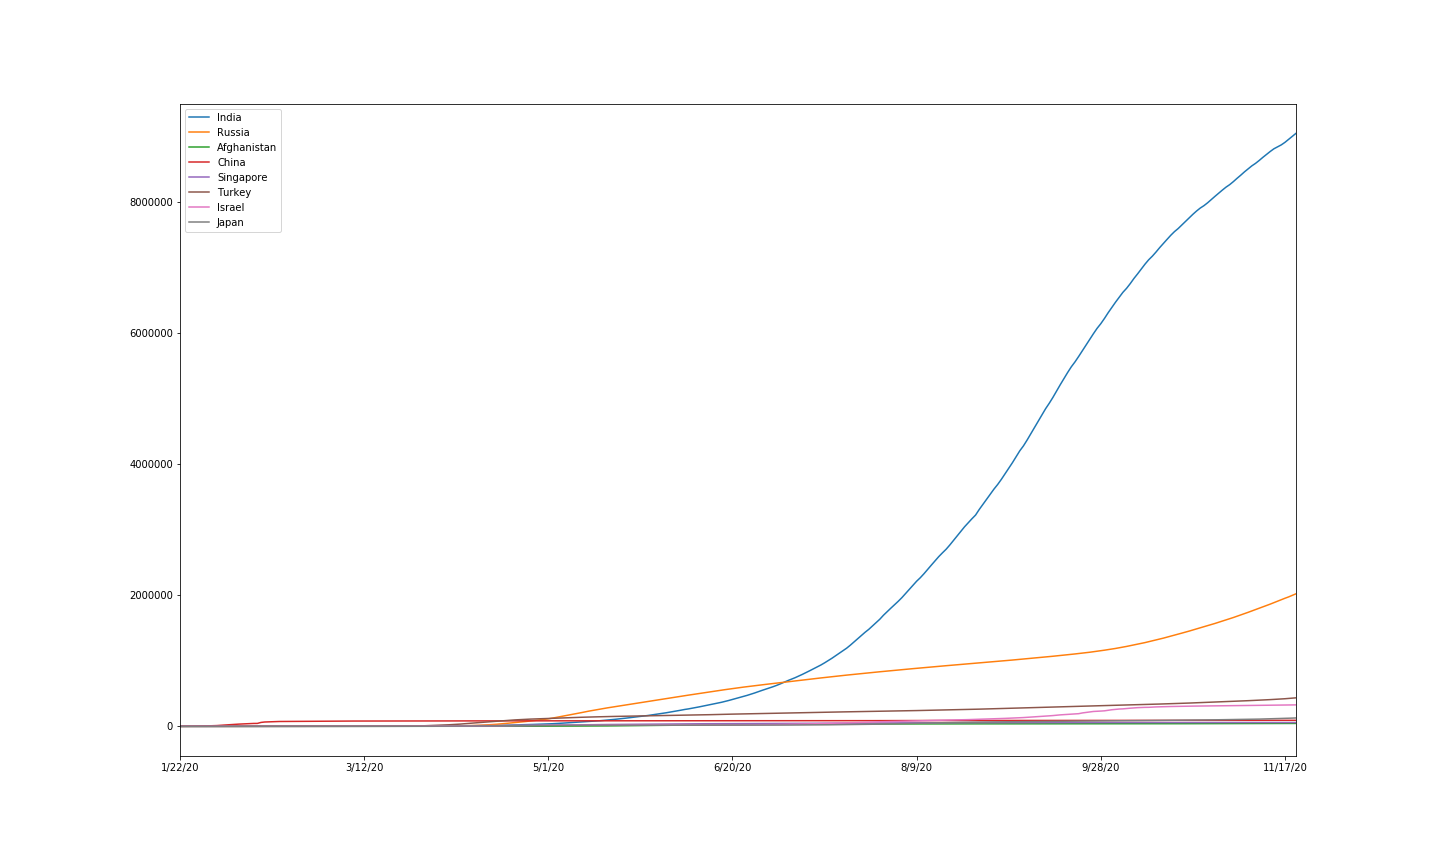 India
Russia
Afghanistan
China
Singapore
Turkey
Israel
Japan
8000000
6000000
4000000
2000000
0
1/22/20 3/12/20 5/1/20 6/20/20 8/9/20 9/28/20 11/17/20